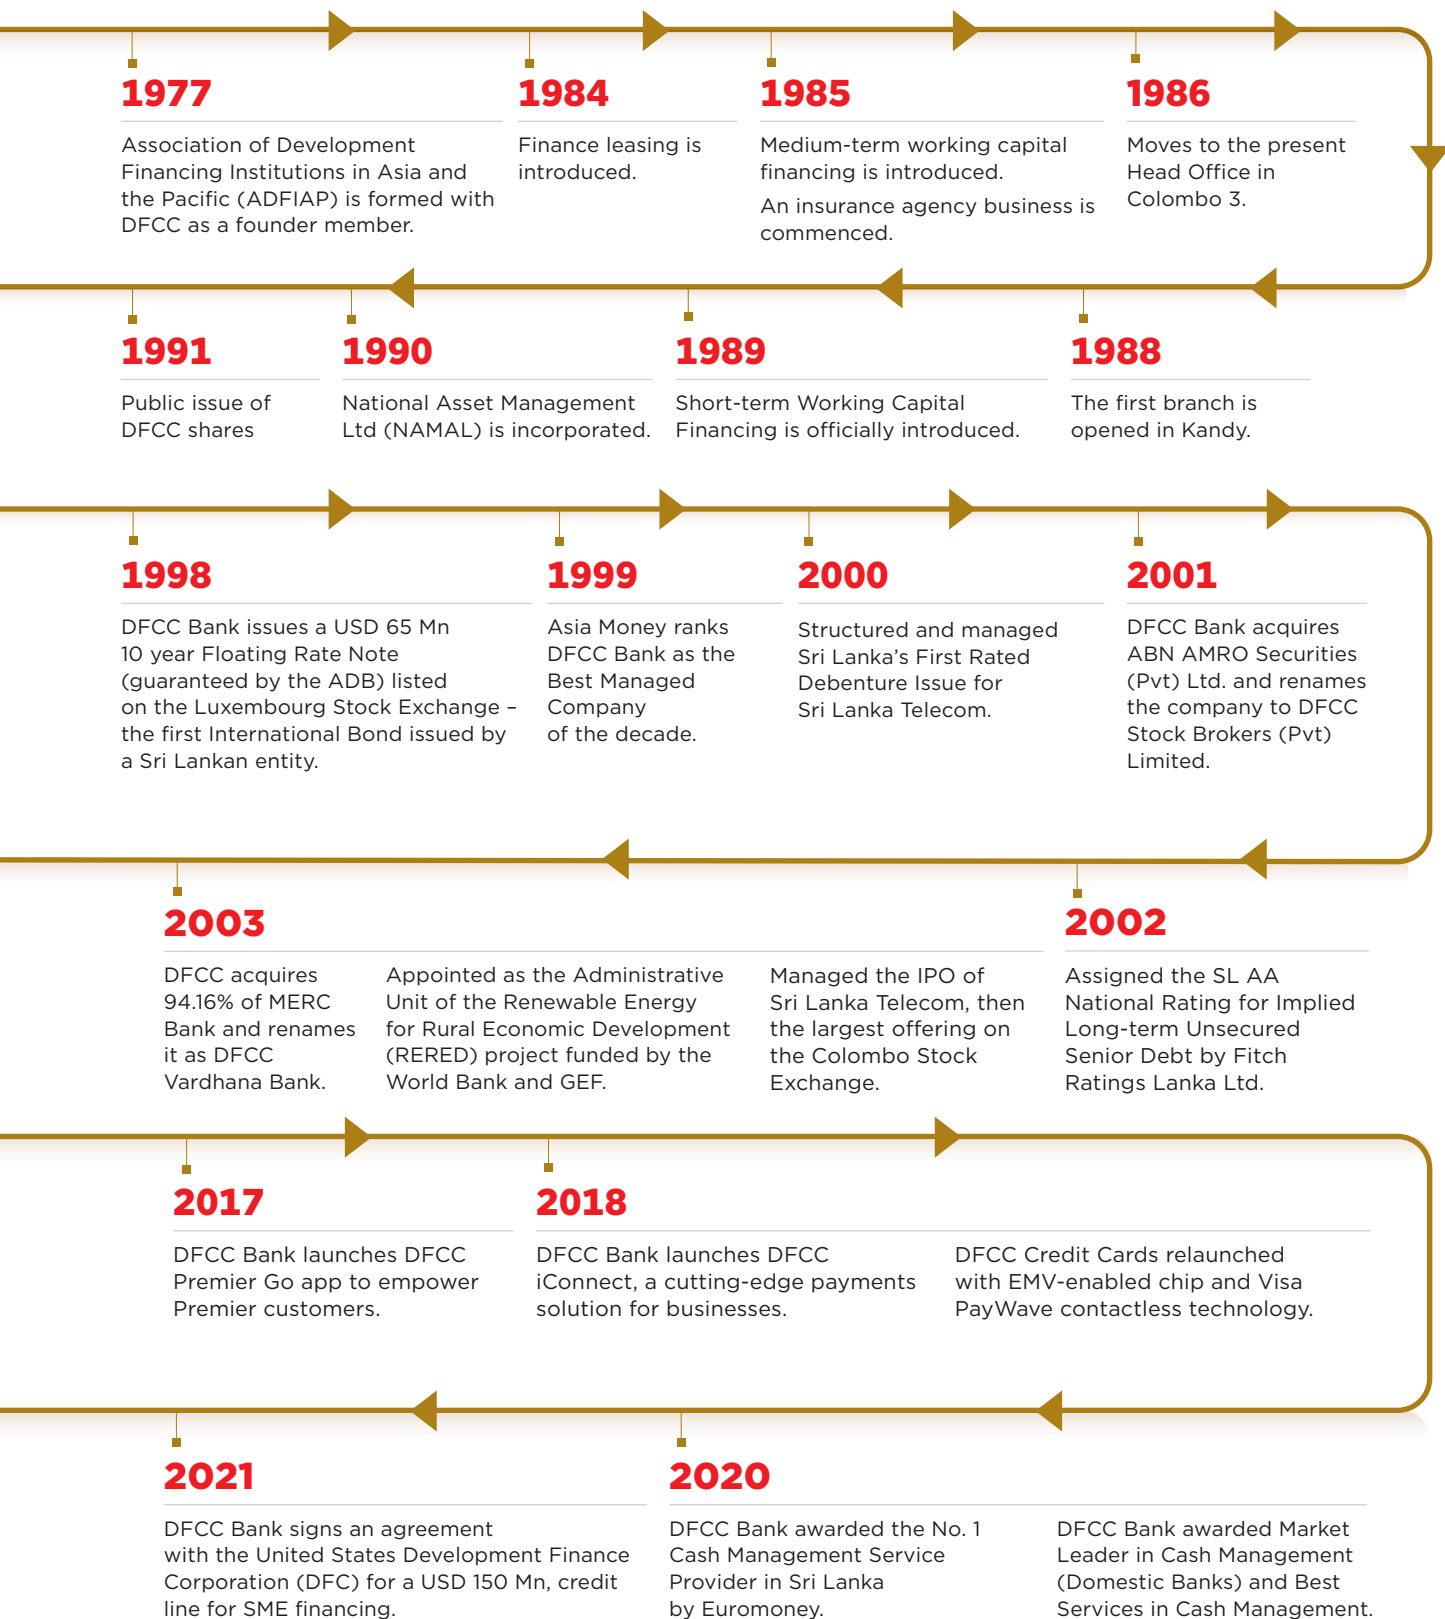 1977
Association of Development
Financing Institutions in Asia and
the Pacific (ADFIAP) is formed with
DFCC as a founder member.
1984
Finance leasing is
introduced.
1985
Medium-term working capital
financing is introduced.
An insurance agency business is
commenced.
1986
Moves to the present
Head Office in
Colombo 3.
1991
Public issue of
DFCC shares
1990
National Asset Management
Ltd (NAMAL) is incorporated.
1989
Short-term Working Capital
Financing is officially introduced.
1988
The first branch is
opened in Kandy.
1998
DFCC Bank issues a USD 65 Mn
10 year Floating Rate Note
(guaranteed by the ADB) listed
on the Luxembourg Stock Exchange –
the first International Bond issued by
a Sri Lankan entity.
1999
Asia Money ranks
DFCC Bank as the
Best Managed
Company
of the decade.
2000
Structured and managed
Sri Lanka’s First Rated
Debenture Issue for
Sri Lanka Telecom.
2001
DFCC Bank acquires
ABN AMRO Securities
(Pvt) Ltd. and renames
the company to DFCC
Stock Brokers (Pvt)
Limited.
2003
DFCC acquires
94.16% of MERC
Bank and renames
it as DFCC
Vardhana Bank.
Appointed as the Administrative
Unit of the Renewable Energy
for Rural Economic Development
(RERED) project funded by the
World Bank and GEF.
Managed the IPO of
Sri Lanka Telecom, then
the largest offering on
the Colombo Stock
Exchange.
2002
Assigned the SL AA
National Rating for Implied
Long-term Unsecured
Senior Debt by Fitch
Ratings Lanka Ltd.
2017
DFCC Bank launches DFCC
Premier Go app to empower
Premier customers.
2018
DFCC Bank launches DFCC
iConnect, a cutting-edge payments
solution for businesses.
DFCC Credit Cards relaunched
with EMV-enabled chip and Visa
PayWave contactless technology.
2021
DFCC Bank signs an agreement
with the United States Development Finance
Corporation (DFC) for a USD 150 Mn, credit
line for SME financing.
2020
DFCC Bank awarded the No. 1
Cash Management Service
Provider in Sri Lanka
by Euromoney.
DFCC Bank awarded Market
Leader in Cash Management
(Domestic Banks) and Best
Services in Cash Management.